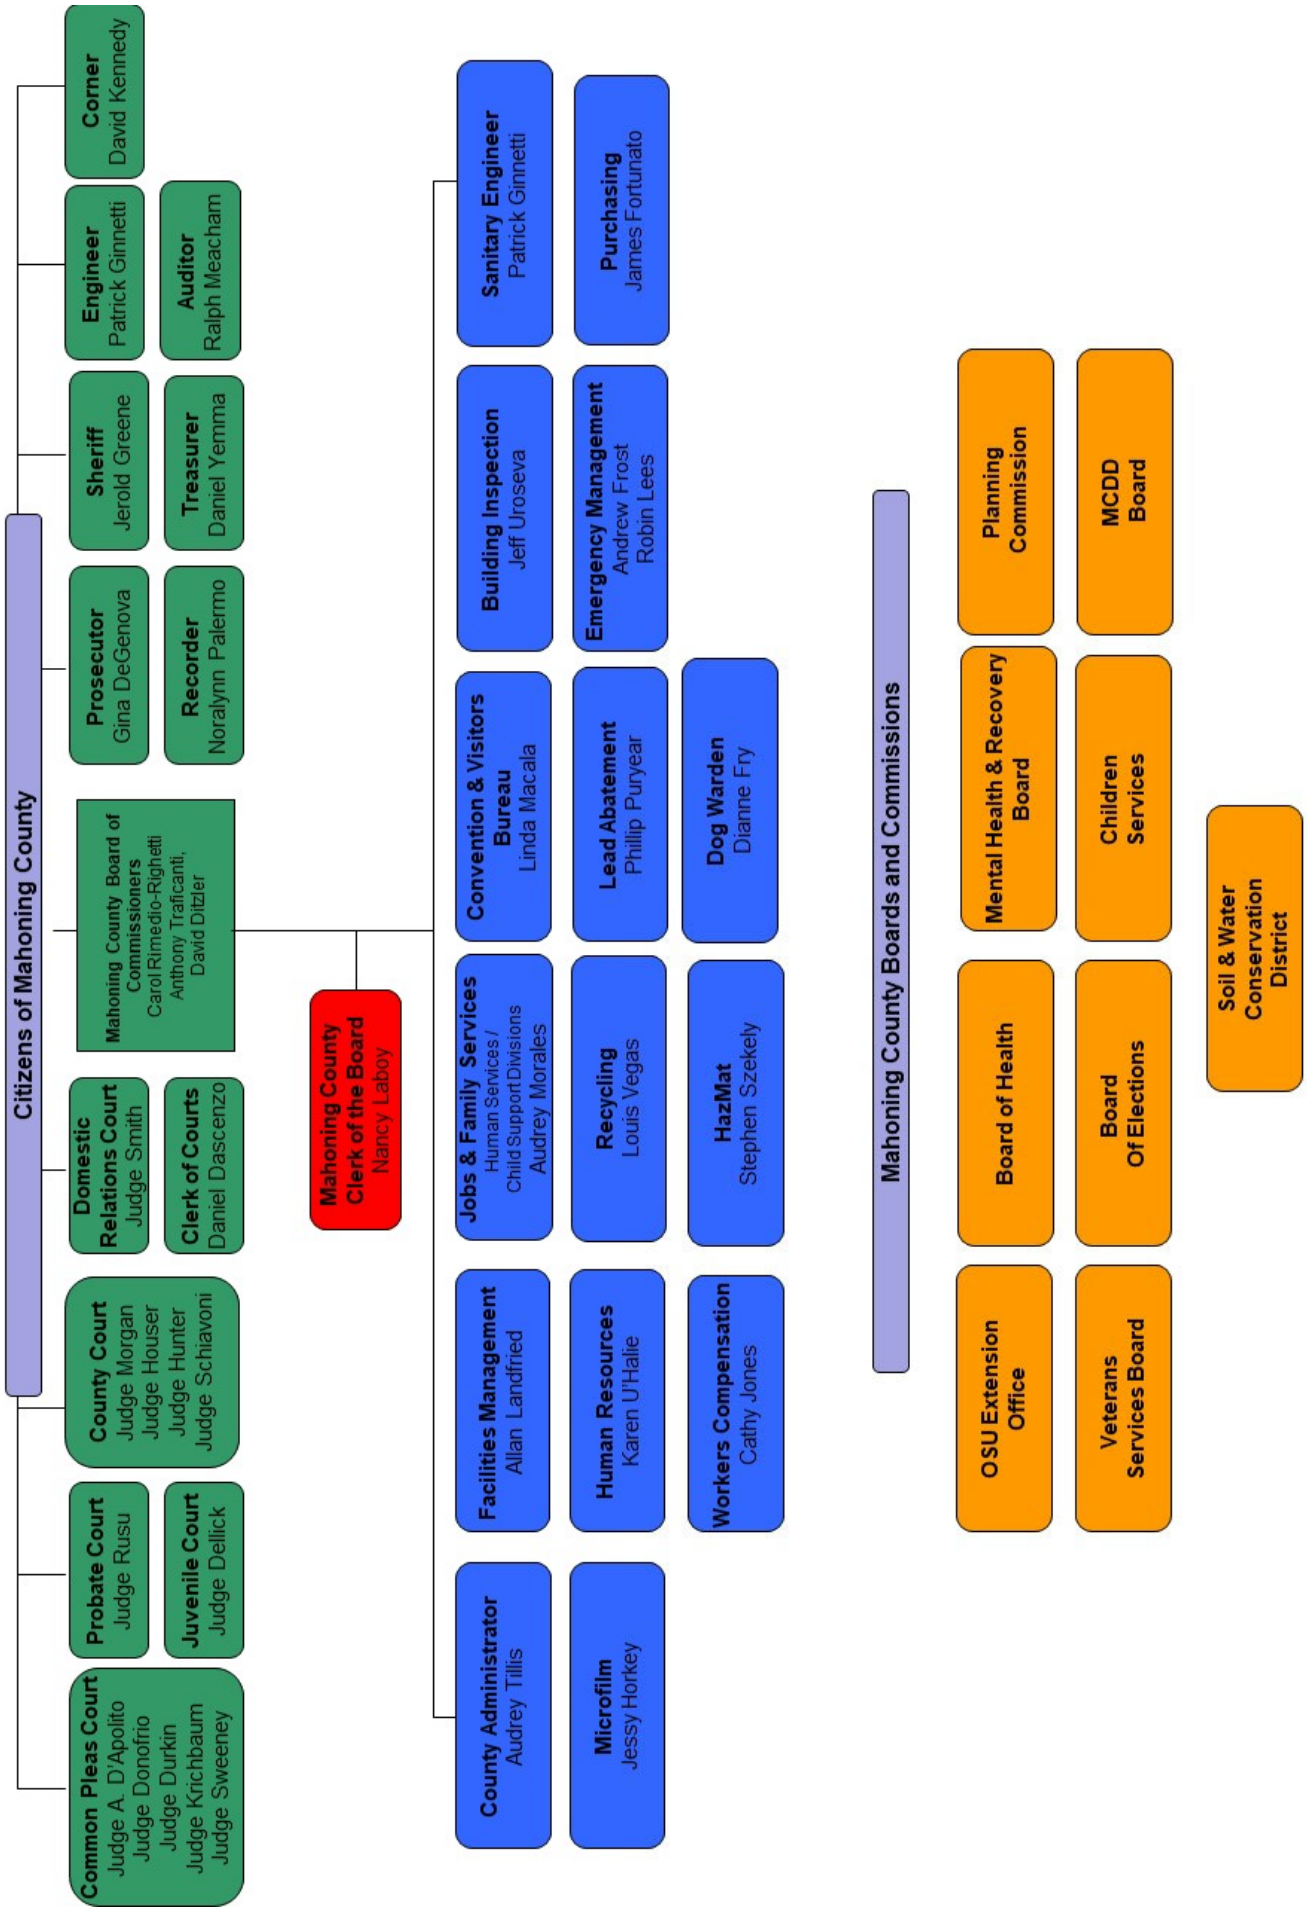 Citizens of Mahoning County
Common Pleas Court
Judge A. D'Apolito
Judge Donofrio
Judge Durkin
Judge Krichbaum
Judge Sweeney
Probate Court
Judge Rusu
Juvenile Court
Judge Dellick
County Court
Judge Morgan
Judge Houser
Judge Hunter
Judge Schiavoni
Domestic
Relations Court
Judge Smith
Clerk of Courts
Daniel Dascenzo
Mahoning County Board of
Commissioners
Carol Rimedio-Righetti
Anthony Traficanti,
David Ditzler
Prosecutor
Gina DeGenova
Recorder
Noralynn Palermo
Sheriff
Jerold Greene
Treasurer
Daniel Yemma
Engineer
Patrick Ginnetti
Auditor
Ralph Meacham
Corner
David Kennedy
Mahoning County
Clerk of the Board
Nancy Laboy
County Administrator
Audrey Tillis
Facilities Management
Allan Landfried
Jobs & Family Services
Human Services /
Child Support Divisions
Audrey Morales
Convention & Visitors
Bureau
Linda Macala
Building Inspection
Jeff Uroseva
Sanitary Engineer
Patrick Ginnetti
Microfilm
Jessy Horkey
Human Resources
Karen U'Halie
Recycling
Louis Vegas
Lead Abatement
Phillip Puryear
Emergency Management
Andrew Frost
Robin Lees
Purchasing
James Fortunato
Workers Compensation
Cathy Jones
HazMat
Stephen Szekely
Dog Warden
Dianne Fry
Mahoning County Boards and Commissions
OSU Extension
Office
Board of Health
Mental Health & Recovery
Board
Planning
Commission
Veterans
Services Board
Board
Of Elections
Children
Services
MCDD
Board
Soil & Water
Conservation
District